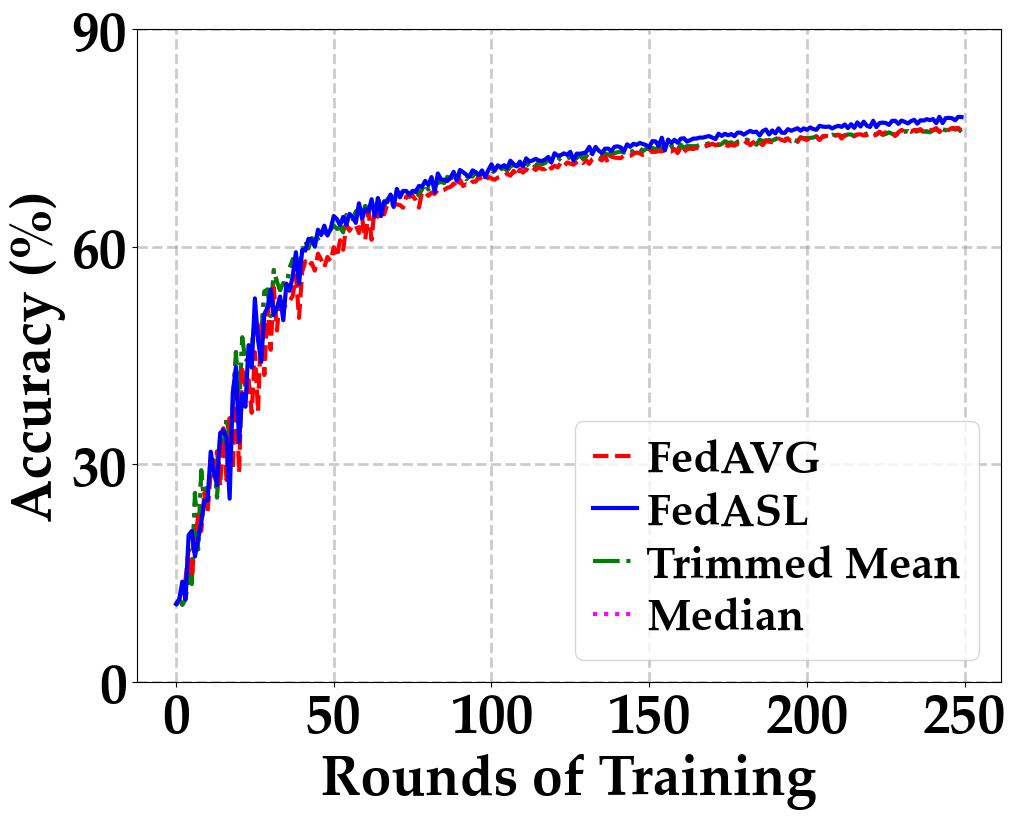 90
60
30
0
Accuracy (%)
FedAVG
FedASL
Trimmed Mean
Median
0 50 100 150 200 250
Rounds of Training